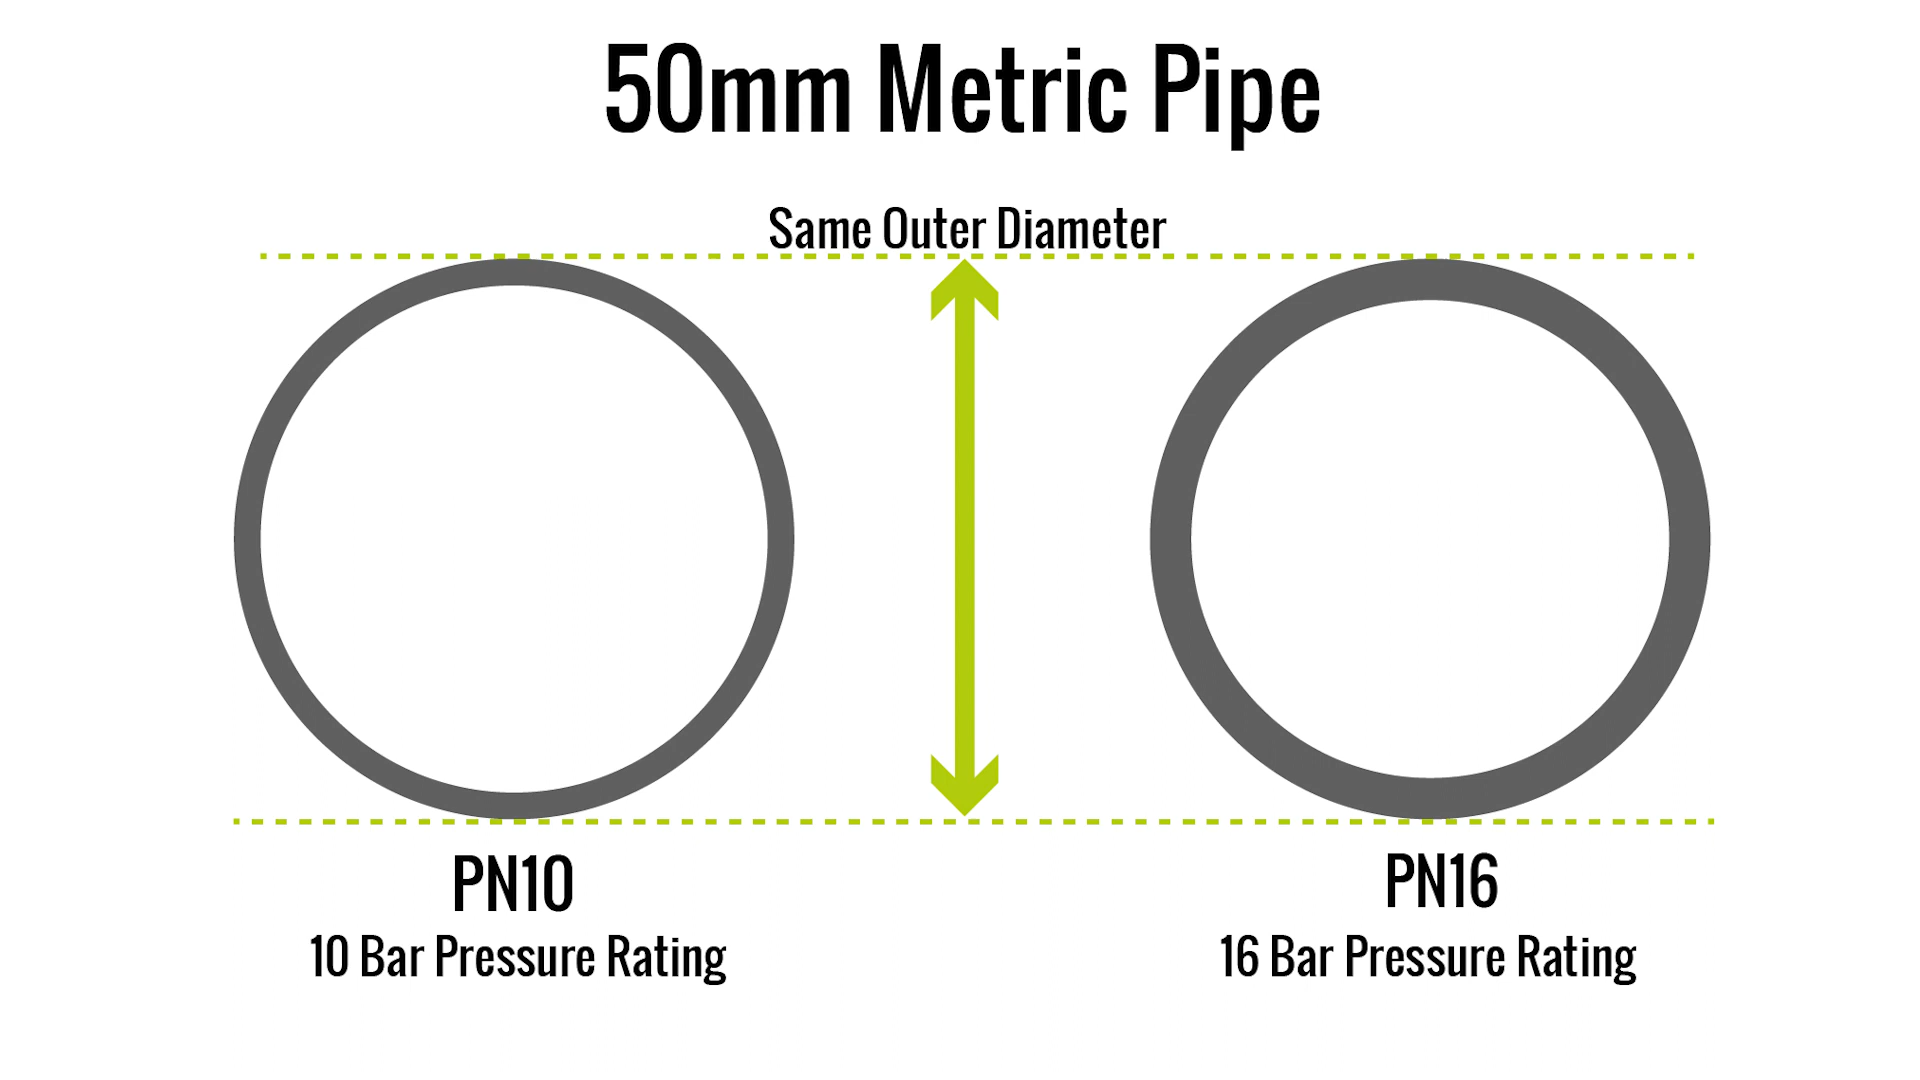 50mm Metric Pipe
Same Outer Diameter
PN10
10 Bar Pressure Rating
PN16
16 Bar Pressure Rating